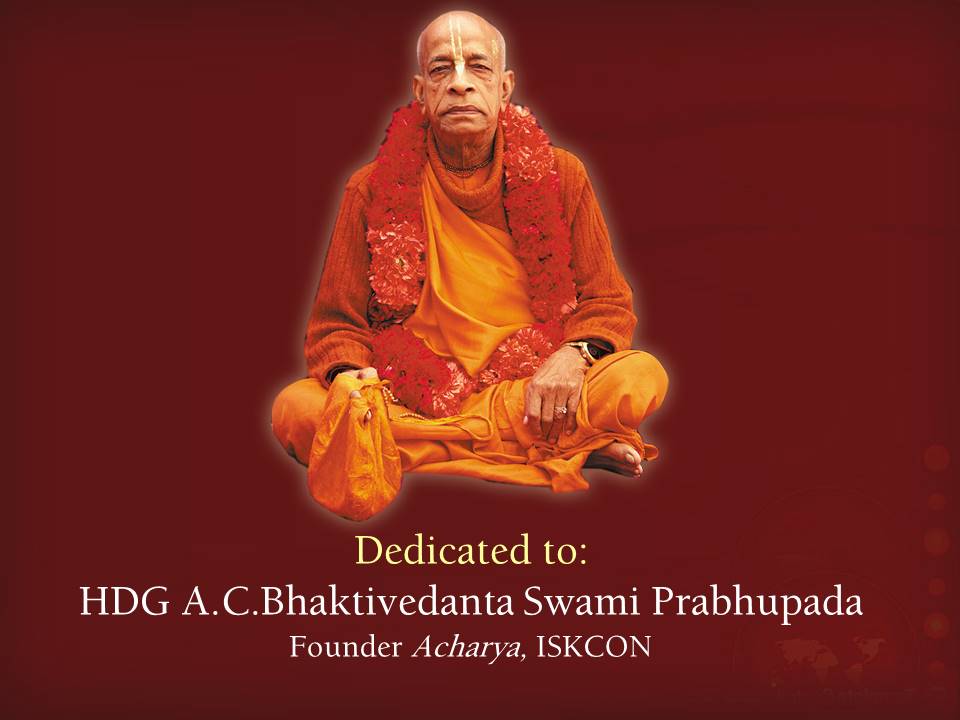 Dedicated to:
HDG A.C.Bhaktivedanta Swami Prabhupada
Founder Acharya, ISKCON